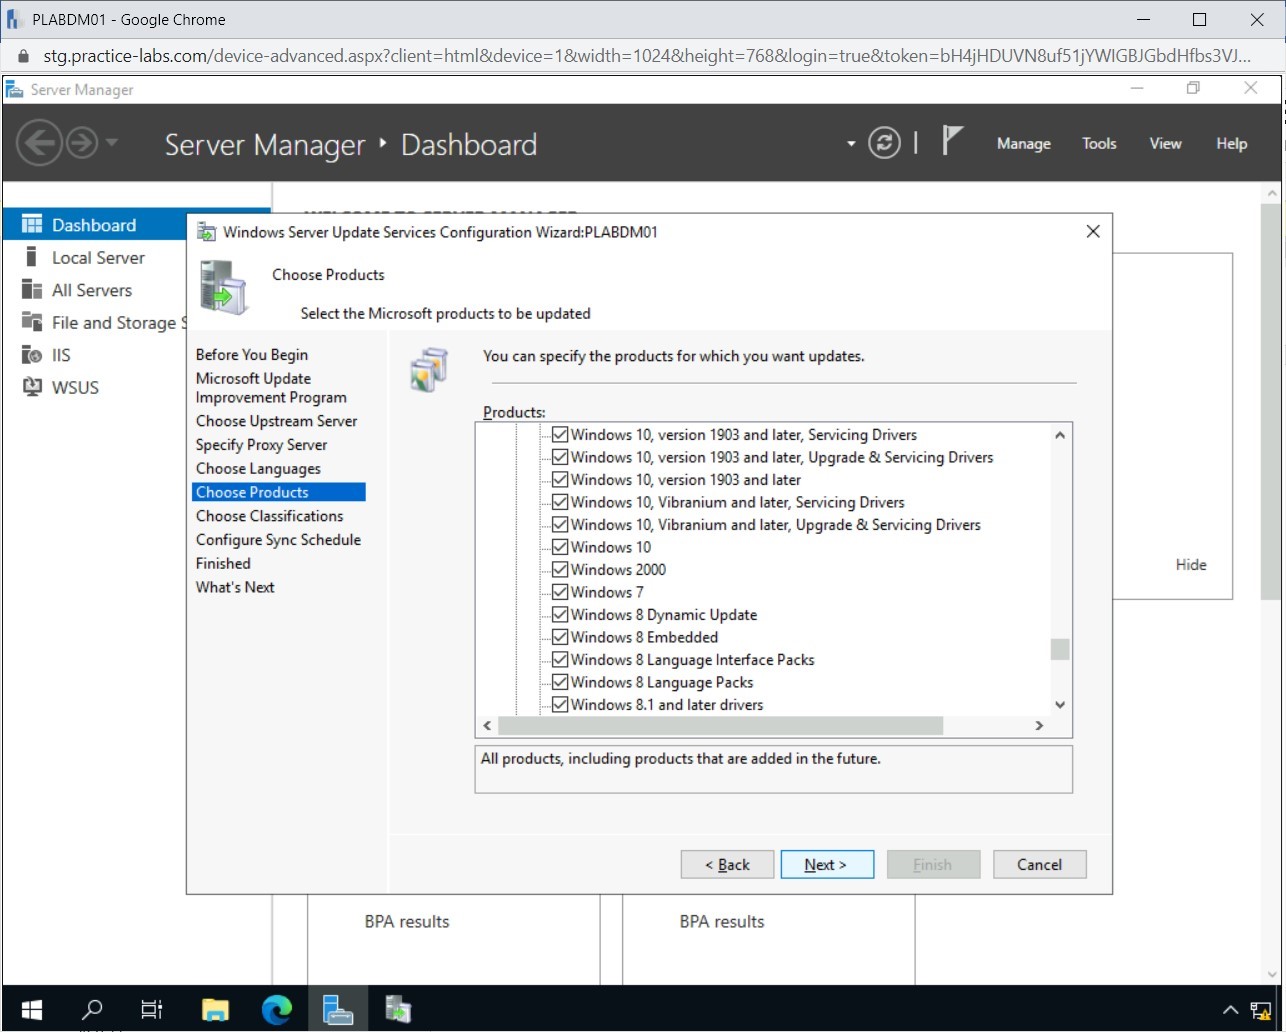 PLABDM01 - Google Chrome
stg.practice-labs.com/device-advanced.aspx?client=html&device=1&width=1024&height=768&login=true&token=bH4jHDUVN8uf51jYWIGBJGbdHfbs3VJ...
Server Manager
Server Manager ‣ Dashboard
Manage Tools View Help
Dashboard
Local Server
All Servers
File and Storage S
IIS
WSUS
WELCOME TO SERVER MANAGER
Windows Server Update Services Configuration Wizard:PLABDM01
Choose Products
Select the Microsoft products to be updated
Before You Begin
Microsoft Update
Improvement Program
Choose Upstream Server
Specify Proxy Server
Choose Languages
Choose Products
Choose Classifications
Configure Sync Schedule
Finished
What's Next
You can specify the products for which you want updates.
Products:
Windows 10, version 1903 and later, Servicing Drivers
Windows 10, version 1903 and later, Upgrade & Servicing Drivers
Windows 10, version 1903 and later
Windows 10, Vibranium and later, Servicing Drivers
Windows 10, Vibranium and later, Upgrade & Servicing Drivers
Windows 10
Windows 2000
Windows 7
Windows 8 Dynamic Update
Windows 8 Embedded
Windows 8 Language Interface Packs
Windows 8 Language Packs
Windows 8.1 and later drivers
All products, including products that are added in the future.
Hide
< Back Next > Finish Cancel
BPA results BPA results